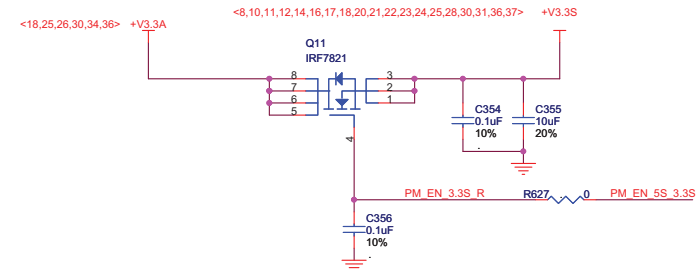 <8,10,11,12,14,16,17,18,20,21,22,23,24,25,28,30,31,36,37> +V3.3S
<18,25,26,30,34,36> +V3.3A
Q11
IRF7821
8 3
7 2
6 1
5
4
C354
0.1uF
10%
C355
10uF
20%
PM_EN_3.3S_R R627 0 PM_EN_5S_3.3S
C356
0.1uF
10%